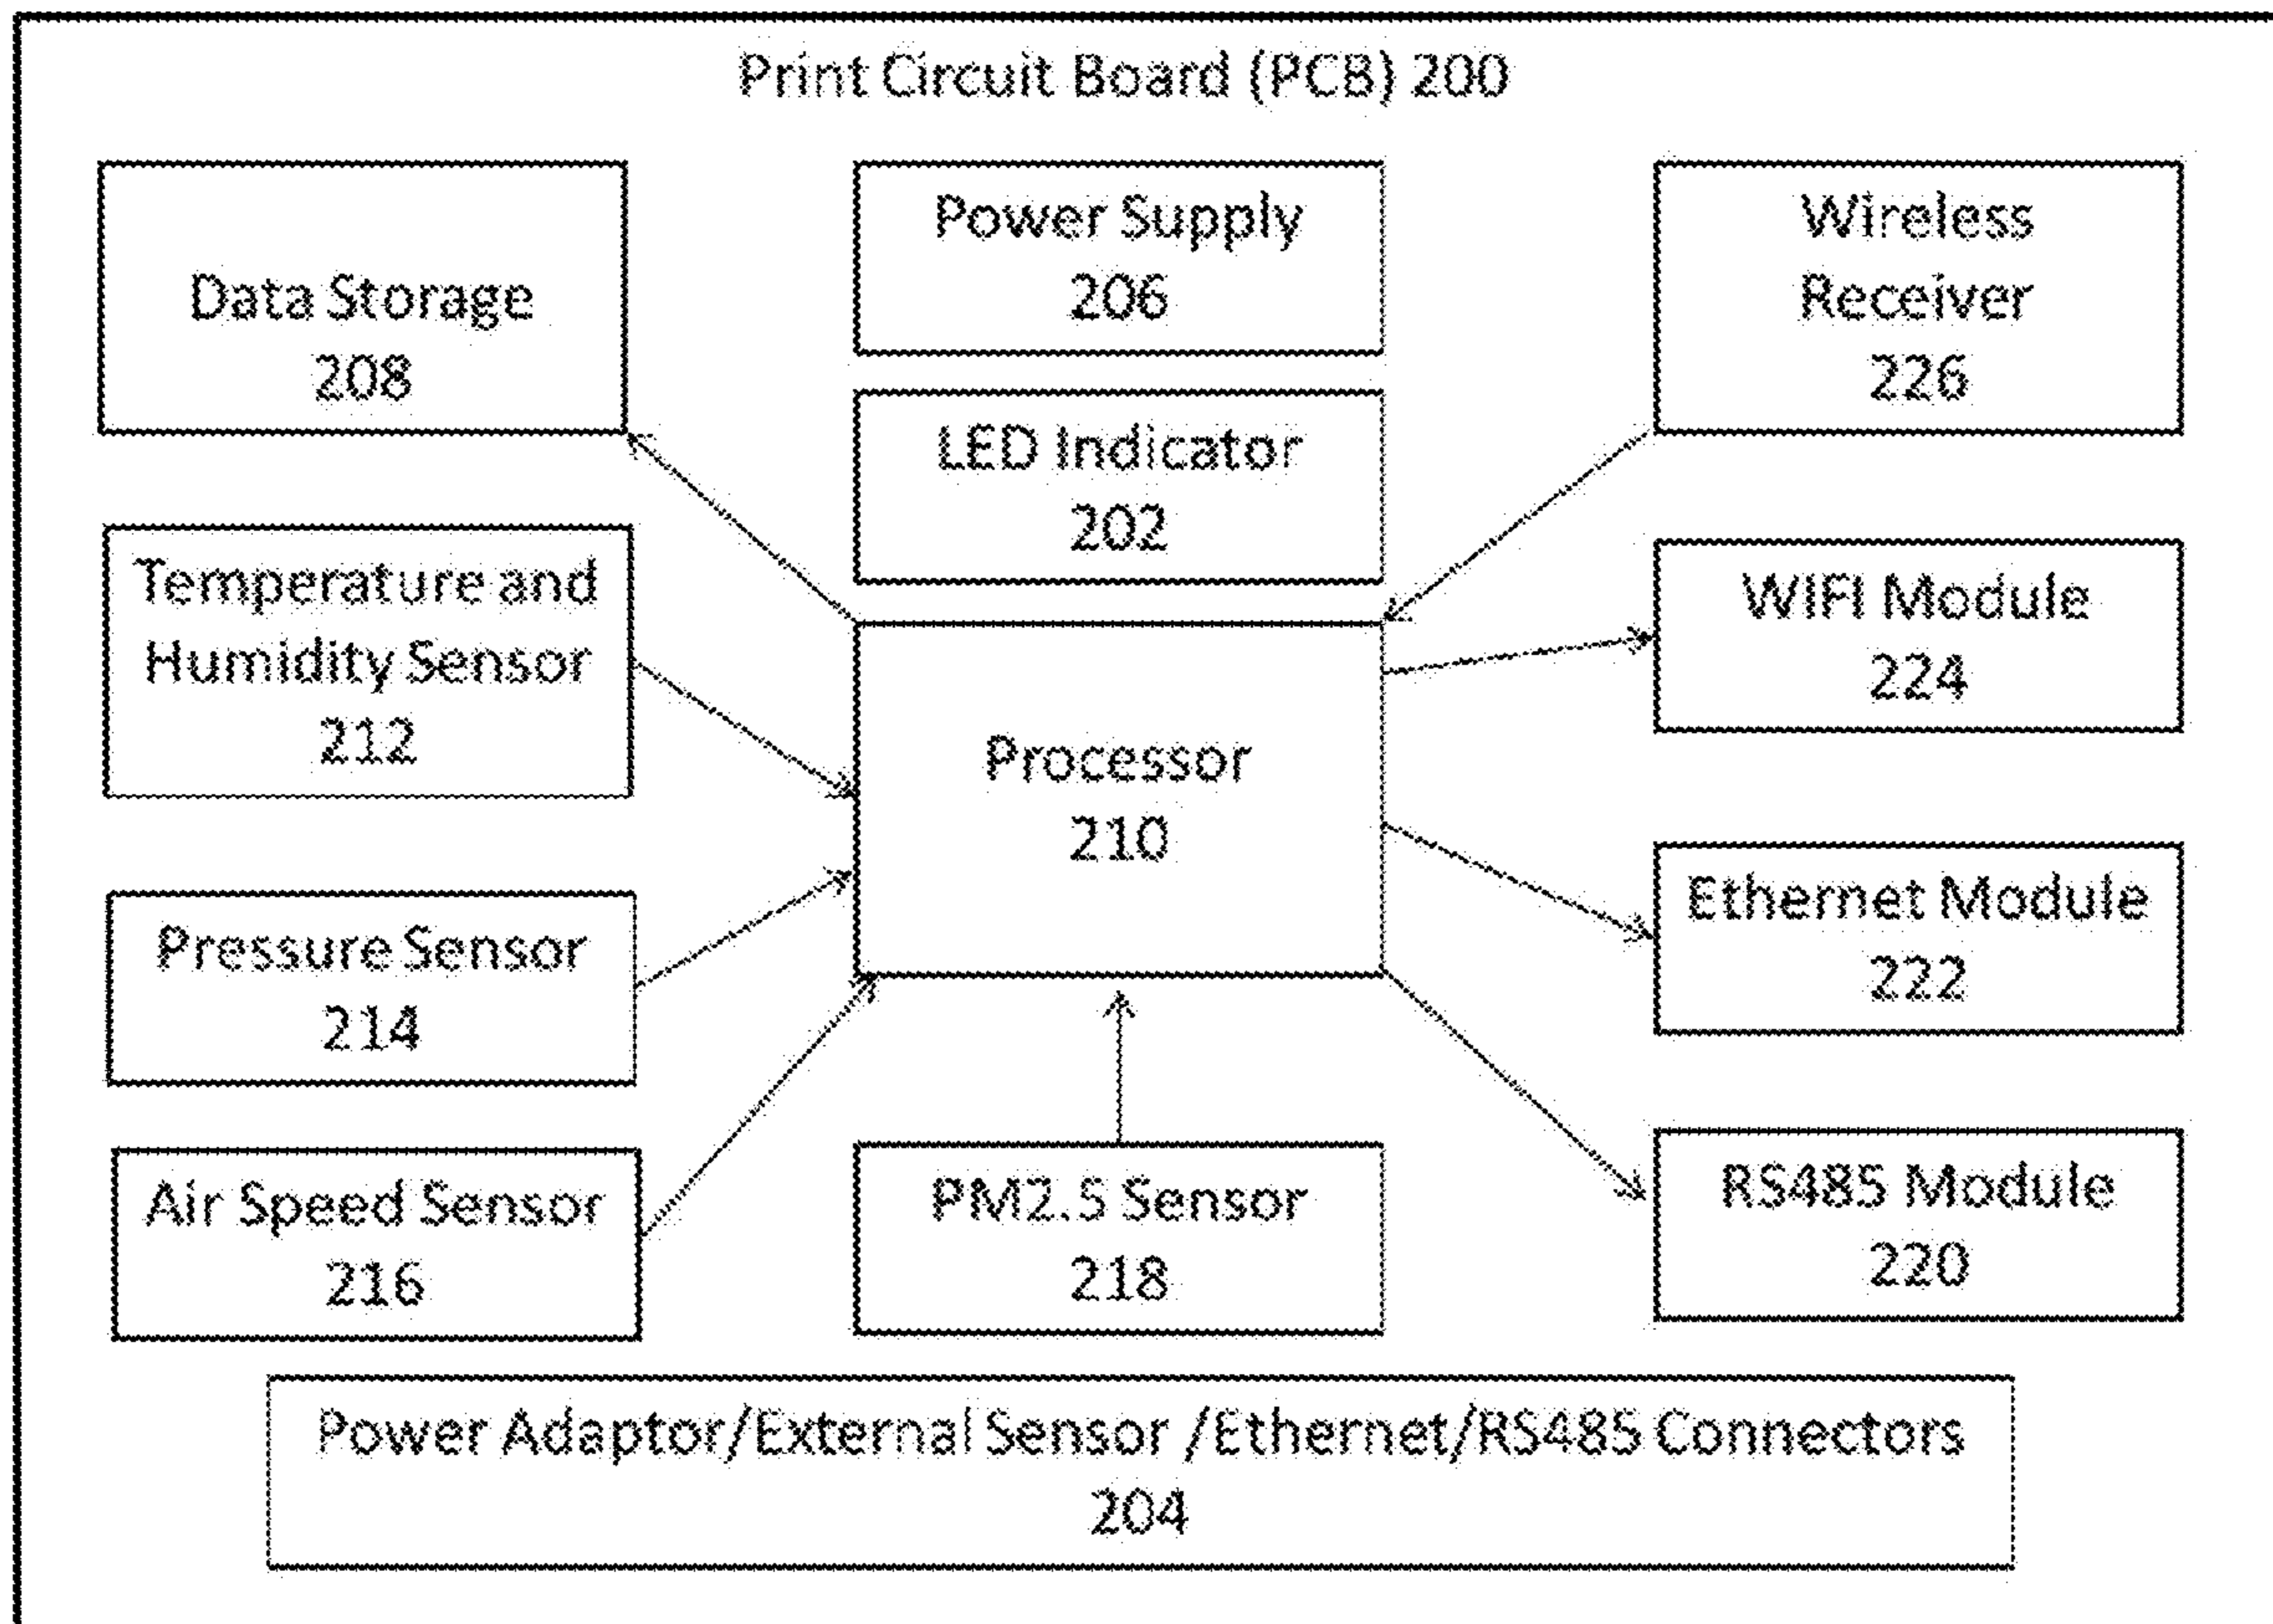 Print Circuit Board (PCB) 200
Data Storage
208
Power Supply
206
Wireless
Receiver
226
LED Indicator
202
Temperature and
Humidity Sensor
212
WIFI Module
224
Processor
210
Pressure Sensor
214
Ethernet Module
222
Air Speed Sensor
216
PM2.5 Sensor
218
RS485 Module
220
Power Adaptor/External Sensor /Ethernet/RS485 Connectors
204